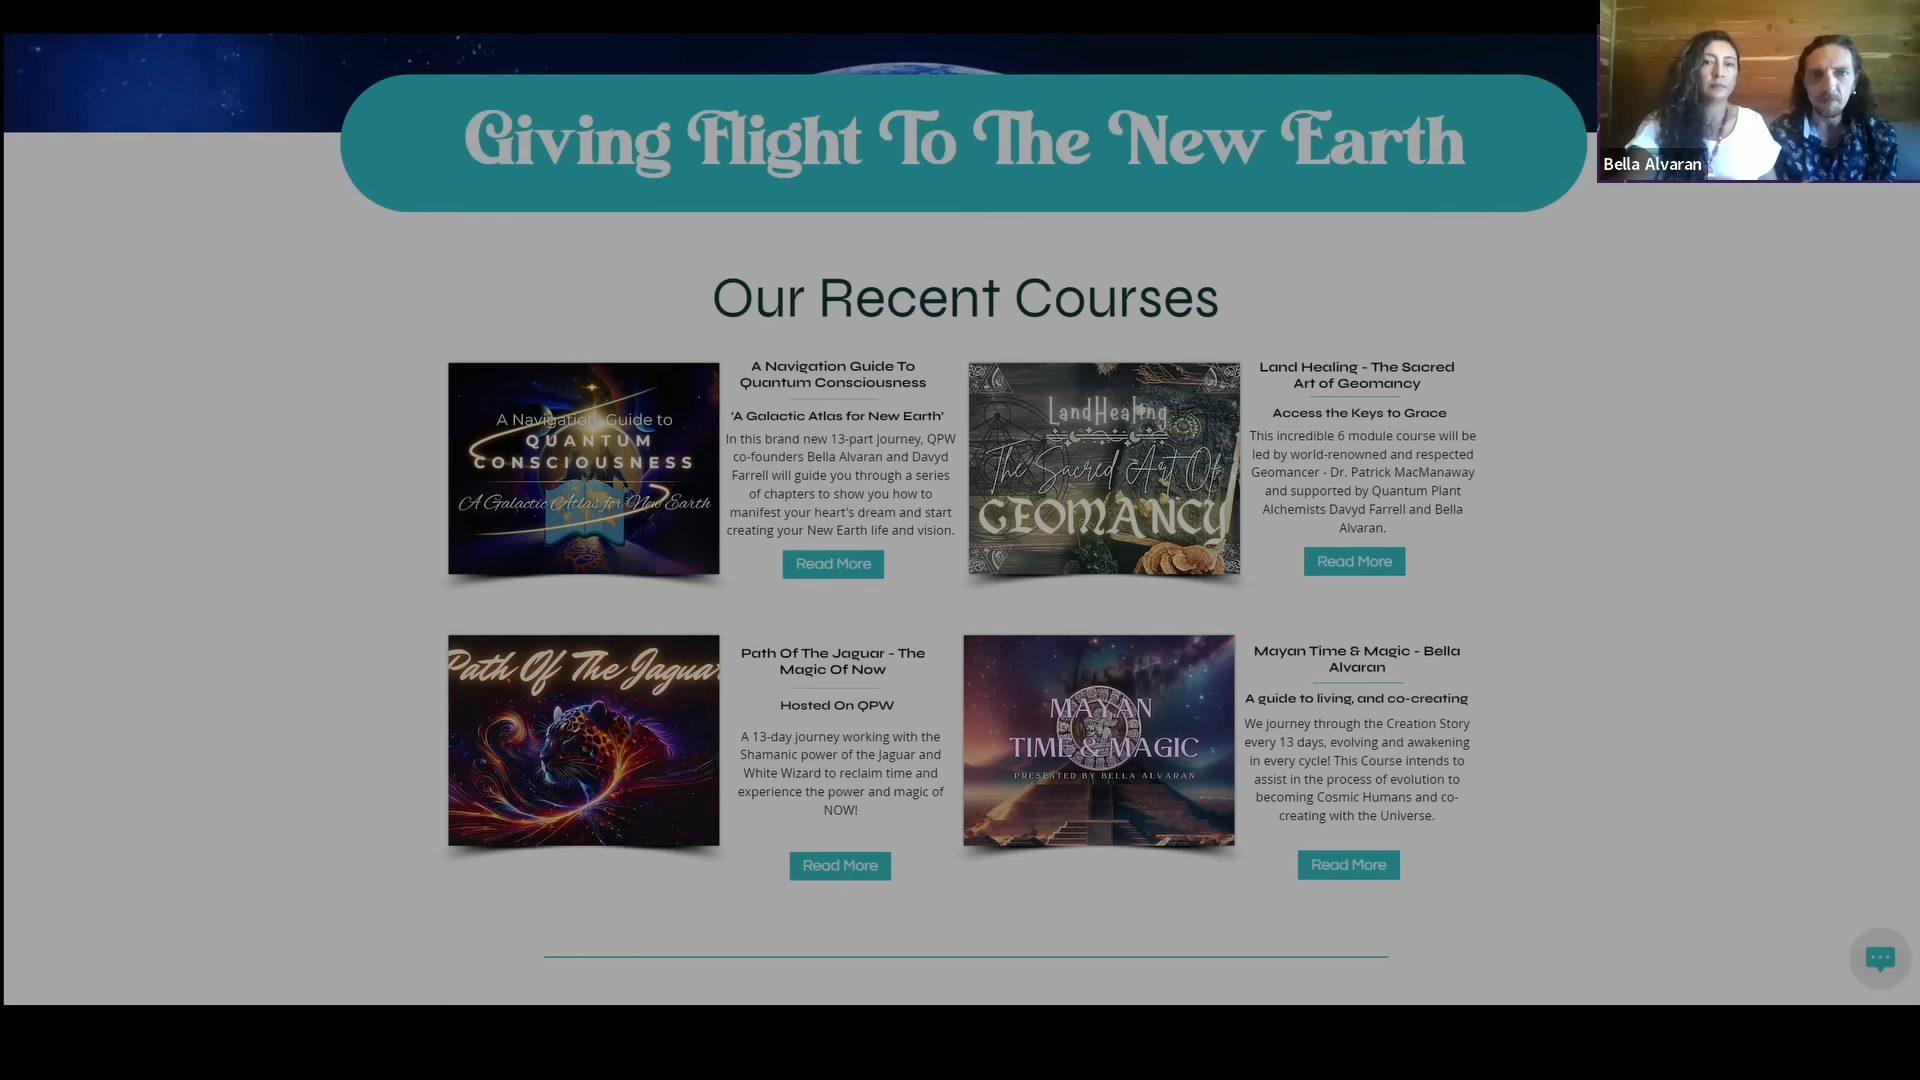 Giving Flight To The New Earth
Bella Alvaran
Our Recent Courses
A Navigation Guide to
QUANTUM
CONSCIOUSNESS
A Galactic Atlas for New Earth
A Navigation Guide To
Quantum Consciousness
'A Galactic Atlas for New Earth'
In this brand new 13-part journey, QPW
co-founders Bella Alvaran and Davyd
Farrell will guide you through a series
of chapters to show you how to
manifest your heart's dream and start
creating your New Earth life and vision.
Read More
LandHealing
The Sacred Art Of
GEOMANCY
Land Healing - The Sacred
Art of Geomancy
Access the Keys to Grace
This incredible 6 module course will be
led by world-renowned and respected
Geomancer - Dr. Patrick MacManaway
and supported by Quantum Plant
Alchemists Davyd Farrell and Bella
Alvaran.
Read More
Path Of The Jaguar
Path Of The Jaguar - The
Magic Of Now
Hosted On QPW
A 13-day journey working with the
Shamanic power of the Jaguar and
White Wizard to reclaim time and
experience the power and magic of
NOW!
Read More
MAYAN
TIME & MAGIC
PRESENTED BY BELLA ALVARAN
Mayan Time & Magic - Bella
Alvaran
A guide to living, and co-creating
We journey through the Creation Story
every 13 days, evolving and awakening
in every cycle! This Course intends to
assist in the process of evolution to
becoming Cosmic Humans and co-
creating with the Universe.
Read More